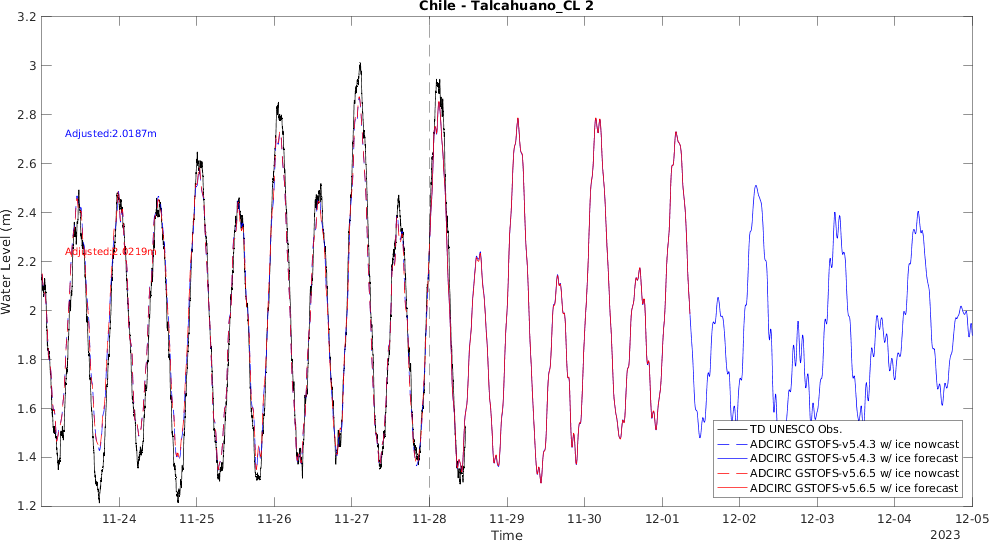 Chile - Talcahuano_CL 2
3.2
3
2.8
2.6
2.4
2.2
2
1.8
1.6
1.4
1.2
Water Level (m)
Adjusted:2.0187m
Adjusted:2.0219m
TD UNESCO Obs.
ADCIRC GSTOFS-v5.4.3 w/ ice nowcast
ADCIRC GSTOFS-v5.4.3 w/ ice forecast
ADCIRC GSTOFS-v5.6.5 w/ ice nowcast
ADCIRC GSTOFS-v5.6.5 w/ ice forecast
11-24 11-25 11-26 11-27 11-28 11-29 11-30 12-01 12-02 12-03 12-04 12-05
Time
2023